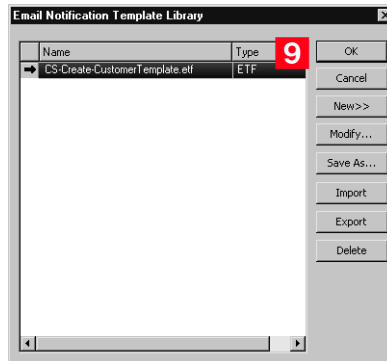 Email Notification Template Library
Name Type 9
CS-Create-CustomerTemplate.etf ETF
OK
Cancel
New>>
Modify...
Save As...
Import
Export
Delete